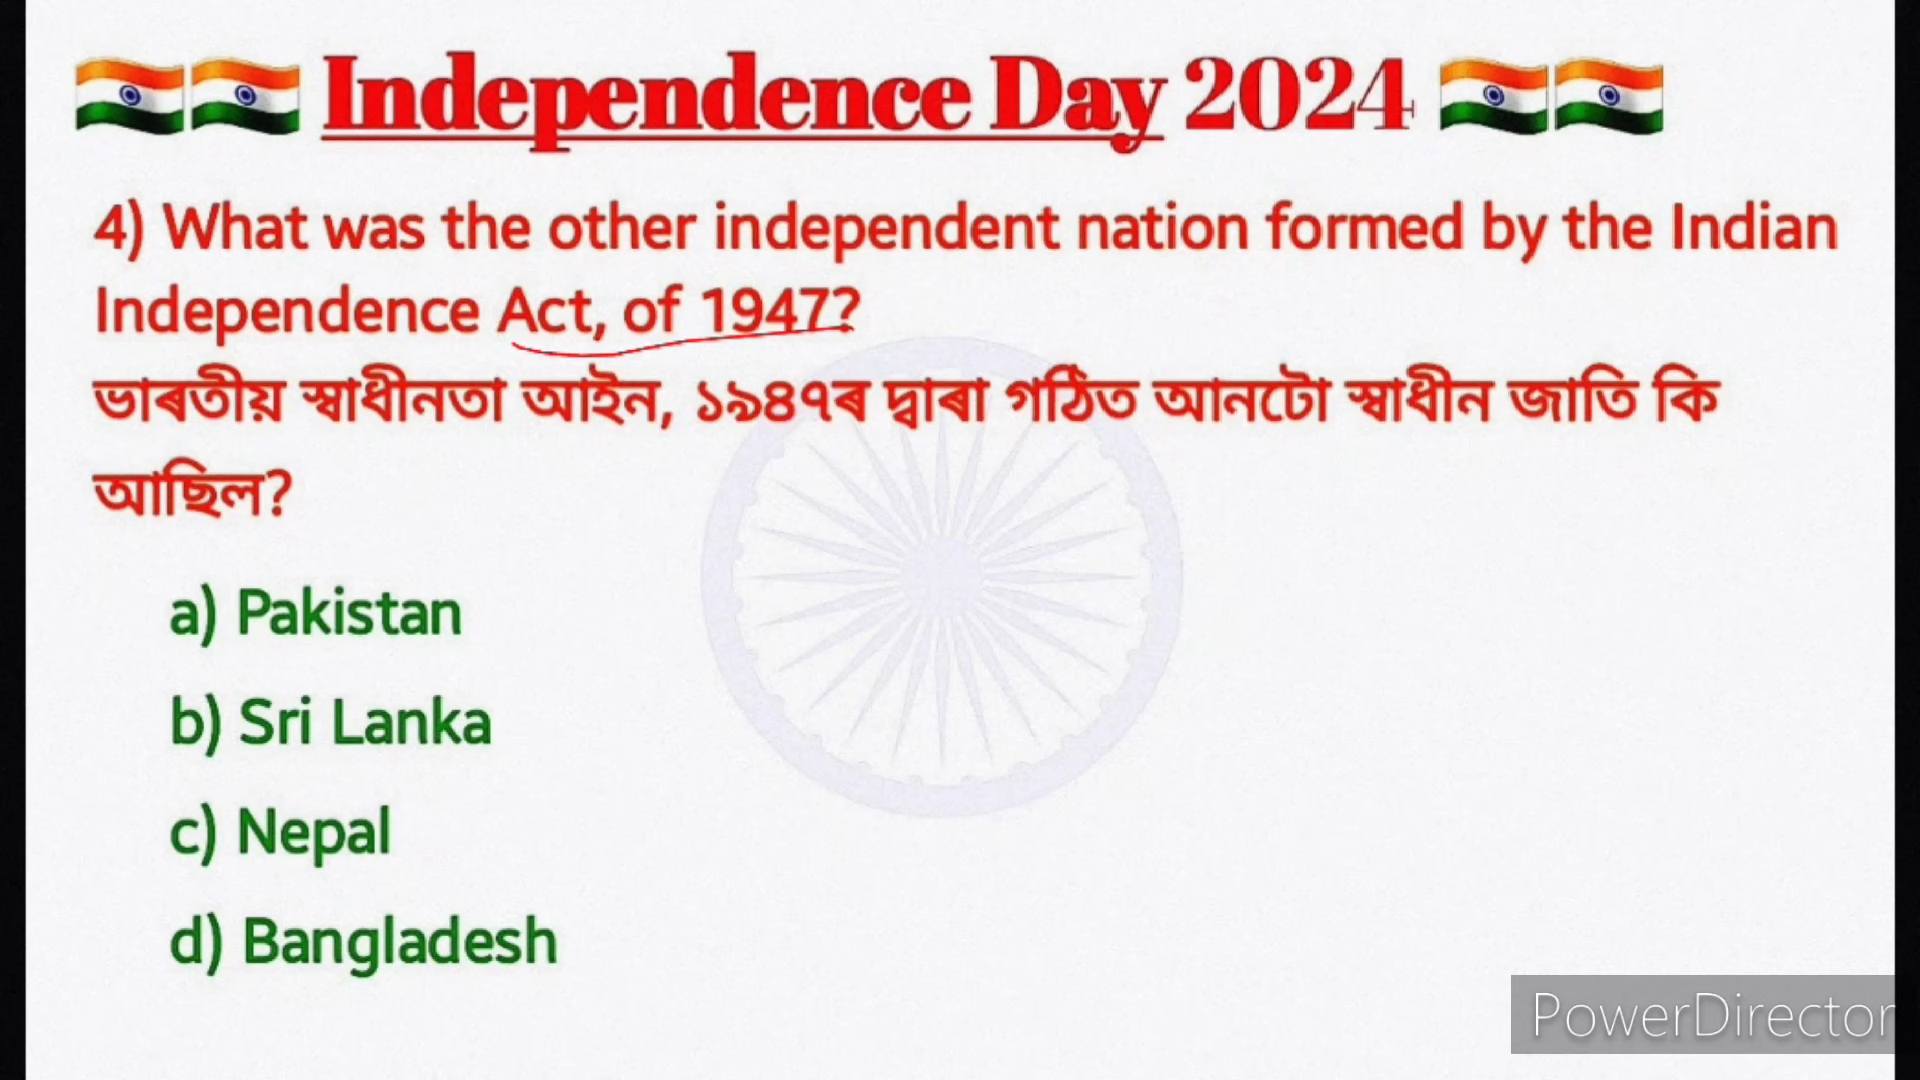 Independence Day 2024
4) What was the other independent nation formed by the Indian
Independence Act, of 1947?
ভাৰতীয় স্বাধীনতা আইন, ১৯৪৭ৰ দ্বাৰা গঠিত আনটো স্বাধীন জাতি কি
আছিল?
a) Pakistan
b) Sri Lanka
c) Nepal
d) Bangladesh
PowerDirector